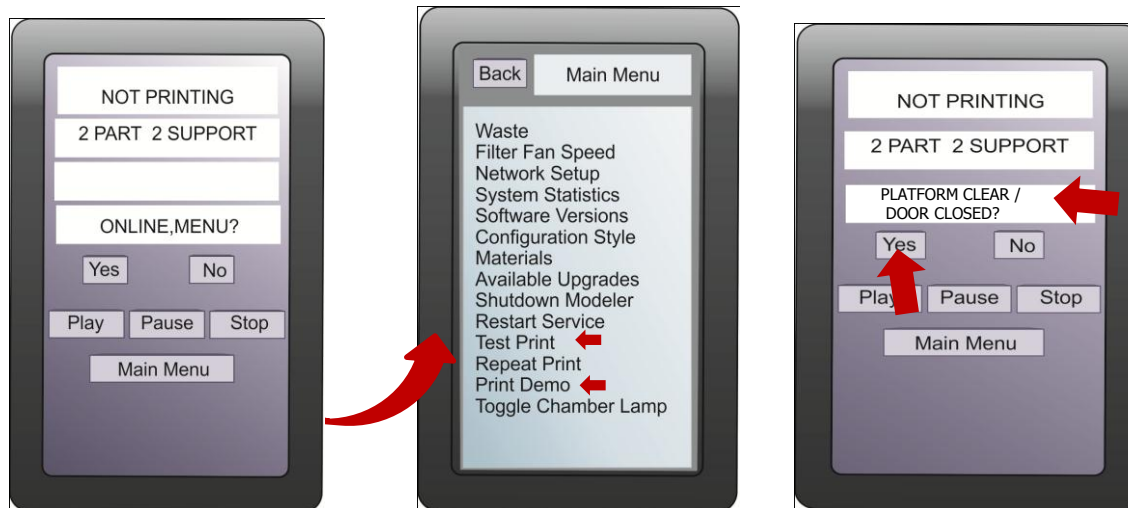 NOT PRINTING
2 PART 2 SUPPORT
ONLINE,MENU?
Yes No
Play Pause Stop
Main Menu
Back Main Menu
Waste
Filter Fan Speed
Network Setup
System Statistics
Software Versions
Configuration Style
Materials
Available Upgrades
Shutdown Modeler
Restart Service
Test Print
Repeat Print
Print Demo
Toggle Chamber Lamp
NOT PRINTING
2 PART 2 SUPPORT
PLATFORM CLEAR /
DOOR CLOSED?
Yes No
Play Pause Stop
Main Menu